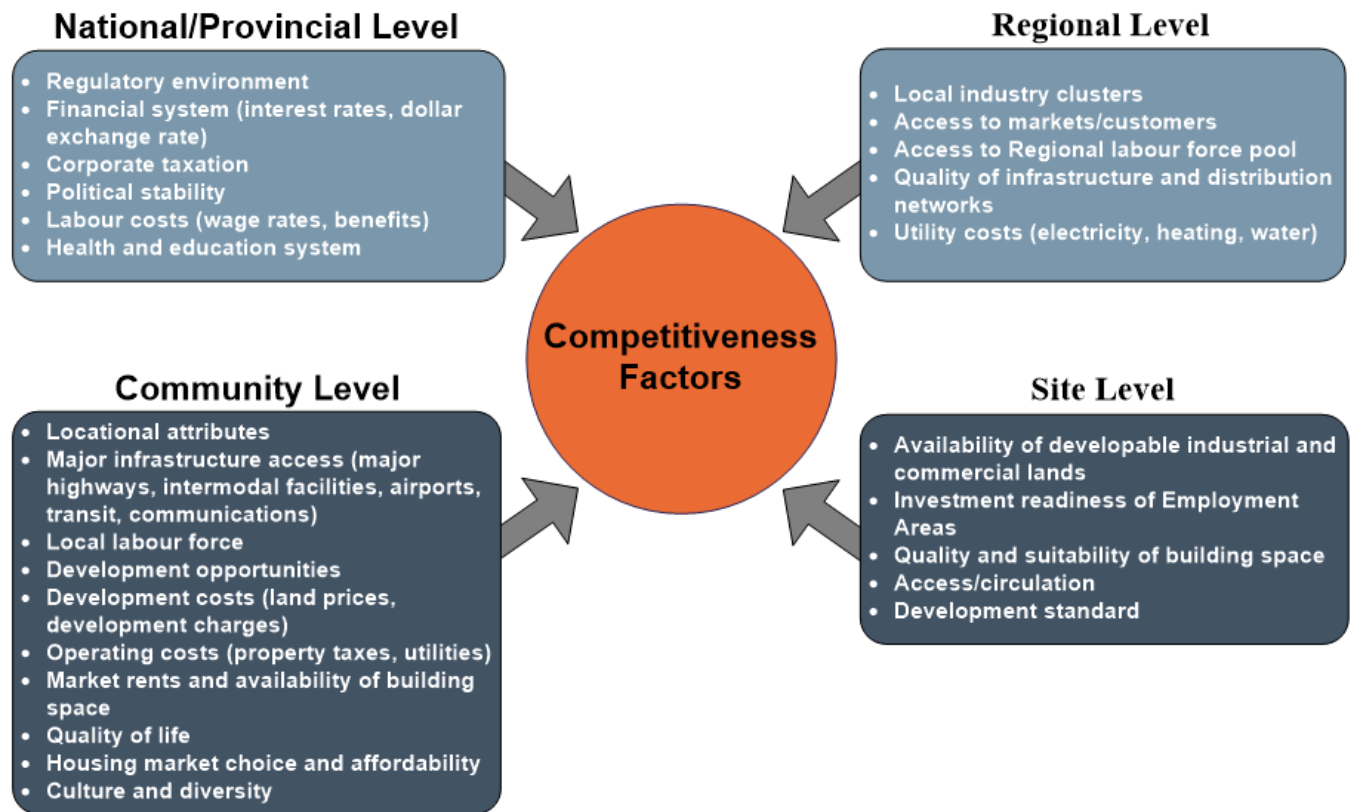 National/Provincial Level
• Regulatory environment
• Financial system (interest rates, dollar
exchange rate)
• Corporate taxation
• Political stability
• Labour costs (wage rates, benefits)
• Health and education system
Regional Level
• Local industry clusters
• Access to markets/customers
• Access to Regional labour force pool
• Quality of infrastructure and distribution
networks
• Utility costs (electricity, heating, water)
Competitiveness
Factors
Community Level
• Locational attributes
• Major infrastructure access (major
highways, intermodal facilities, airports,
transit, communications)
• Local labour force
• Development opportunities
• Development costs (land prices,
development charges)
• Operating costs (property taxes, utilities)
• Market rents and availability of building
space
• Quality of life
• Housing market choice and affordability
• Culture and diversity
Site Level
• Availability of developable industrial and
commercial lands
• Investment readiness of Employment
Areas
• Quality and suitability of building space
• Access/circulation
• Development standard